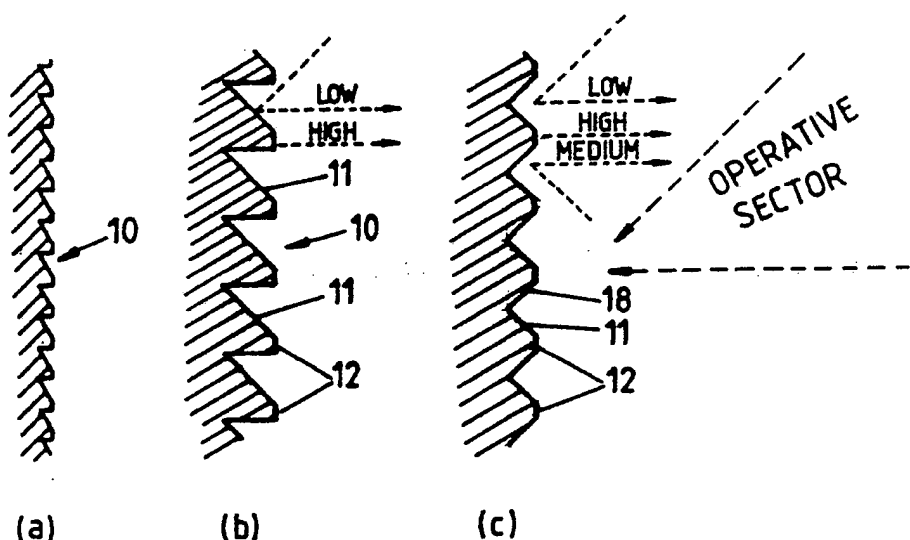 LOW
HIGH
11
10
10
11
12
(a)
(b)
LOW
HIGH
MEDIUM
OPERATIVE
SECTOR
18
11
12
(c)